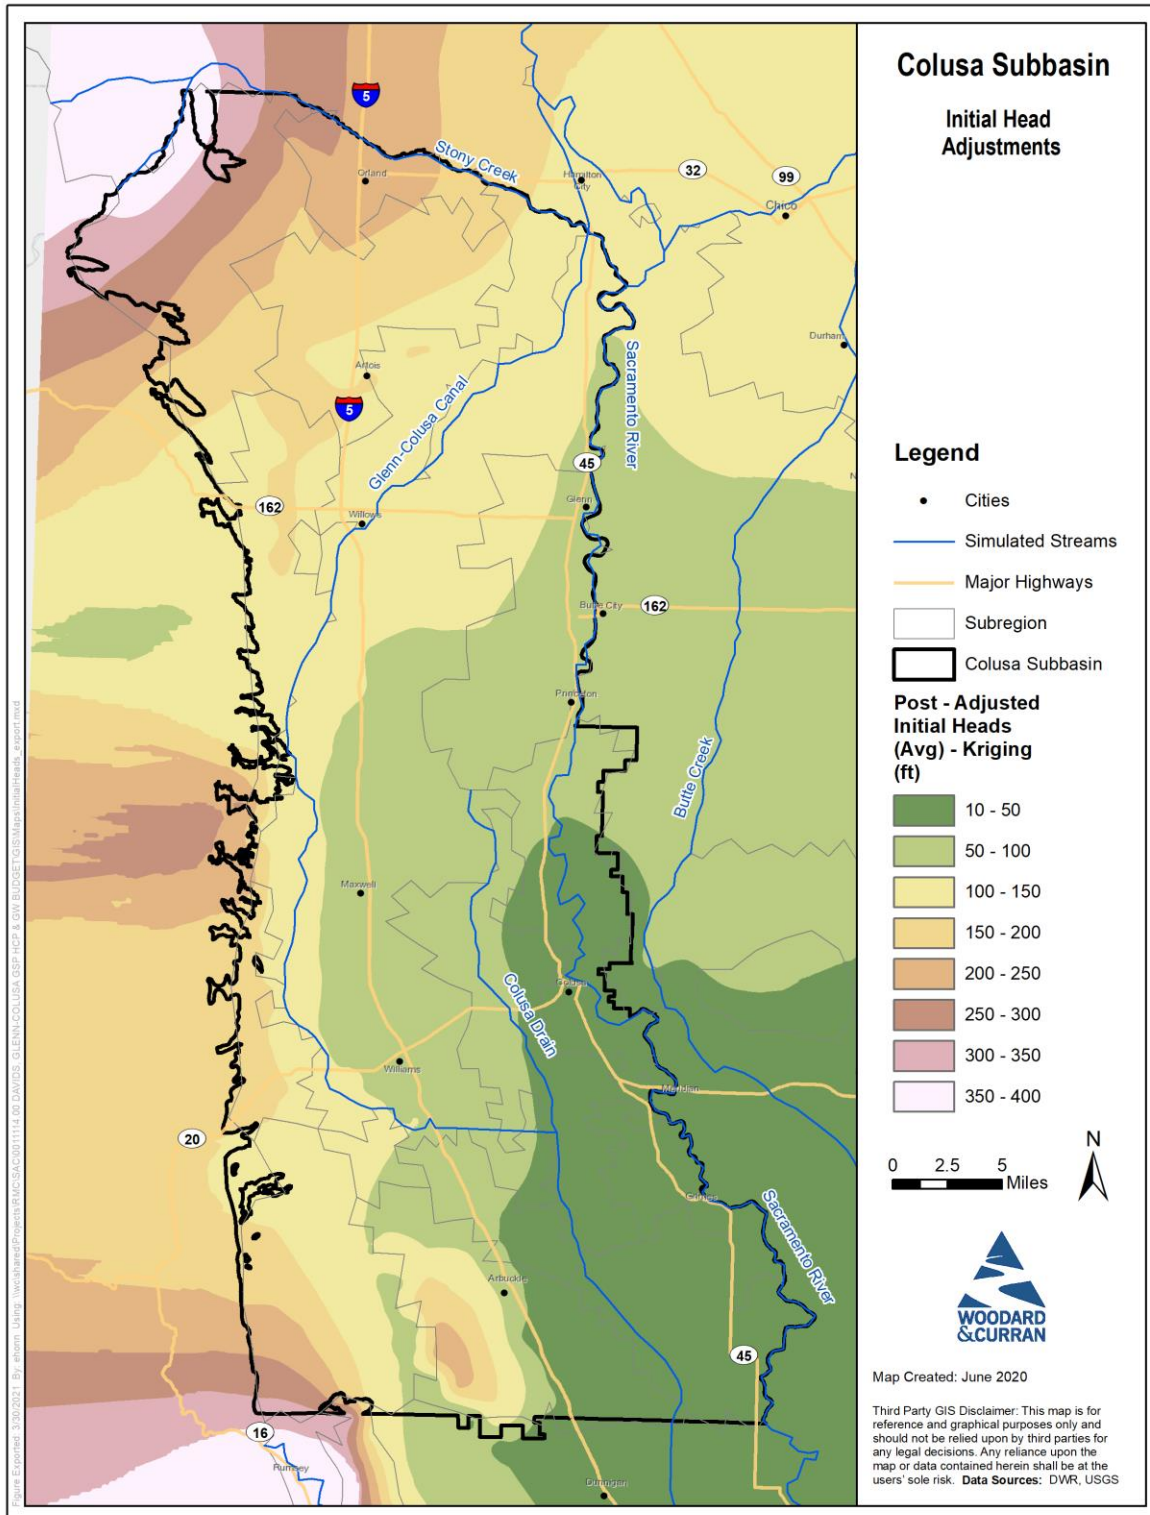 Colusa Subbasin
Initial Head
Adjustments
5
Stony Creek
Orland
Hamilton
City
32
99
Chico
Durham
Sacramento River
Artois
5
Glenn-Colusa Canal
45
Glenn
162
Willows
Butte City
162
Princeton
Butte Creek
Maxwell
Colusa
Colusa Drain
Williams
Meridian
20
Grimes
Sacramento River
Arbuckle
45
16
Rumsey
Dunnigan
Legend
Cities
Simulated Streams
Major Highways
Subregion
Colusa Subbasin
Post - Adjusted
Initial Heads
(Avg) - Kriging
(ft)
10 - 50
50 - 100
100 - 150
150 - 200
200 - 250
250 - 300
300 - 350
350 - 400
N
0 2.5 5
Miles
WOODARD
&CURRAN
Map Created: June 2020
Third Party GIS Disclaimer: This map is for
reference and graphical purposes only and
should not be relied upon by third parties for
any legal decisions. Any reliance upon the
map or data contained herein shall be at the
users' sole risk. Data Sources: DWR, USGS